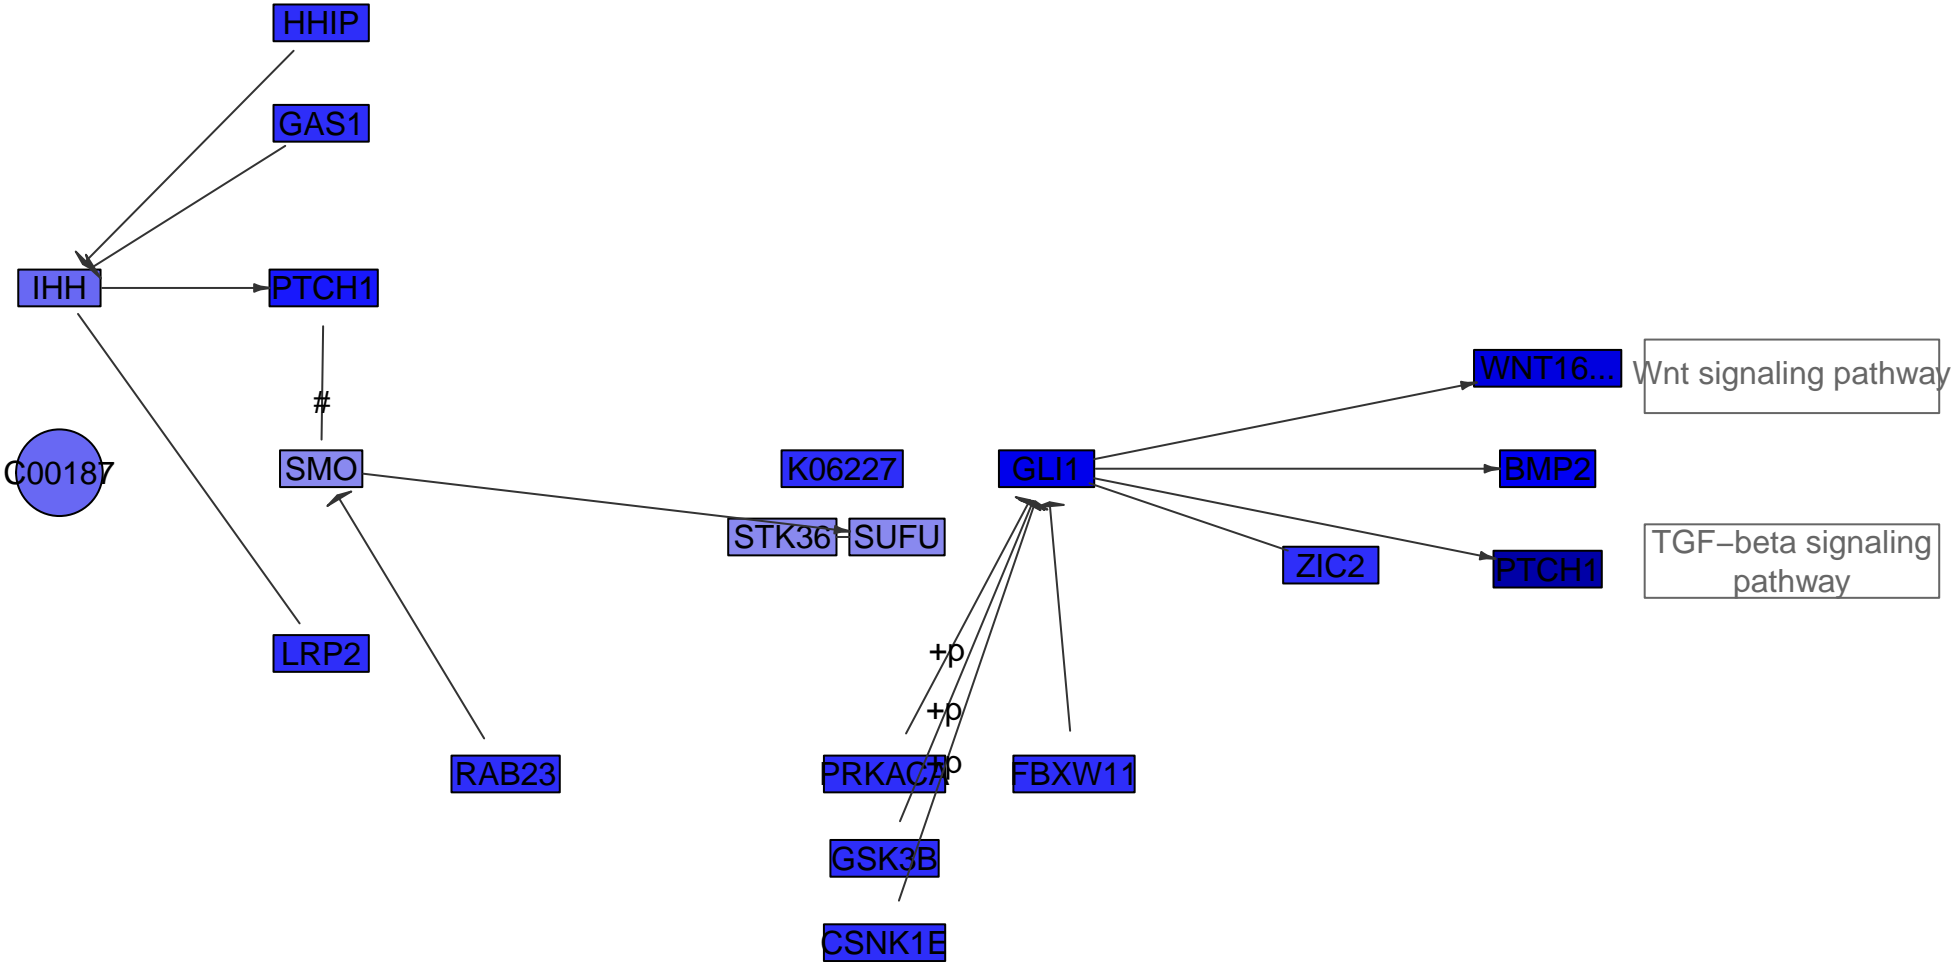 HHIP
GAS1
IHH
PTCH1
WNT16...
Wnt signaling pathway
#
C00187
SMO
K06227
GLI1
BMP2
STK36
SUFU
ZIC2
PTCH1
TGF−beta signaling
pathway
LRP2
+p
+p
+p
RAB23
PRKACA
FBXW11
GSK3B
CSNK1E